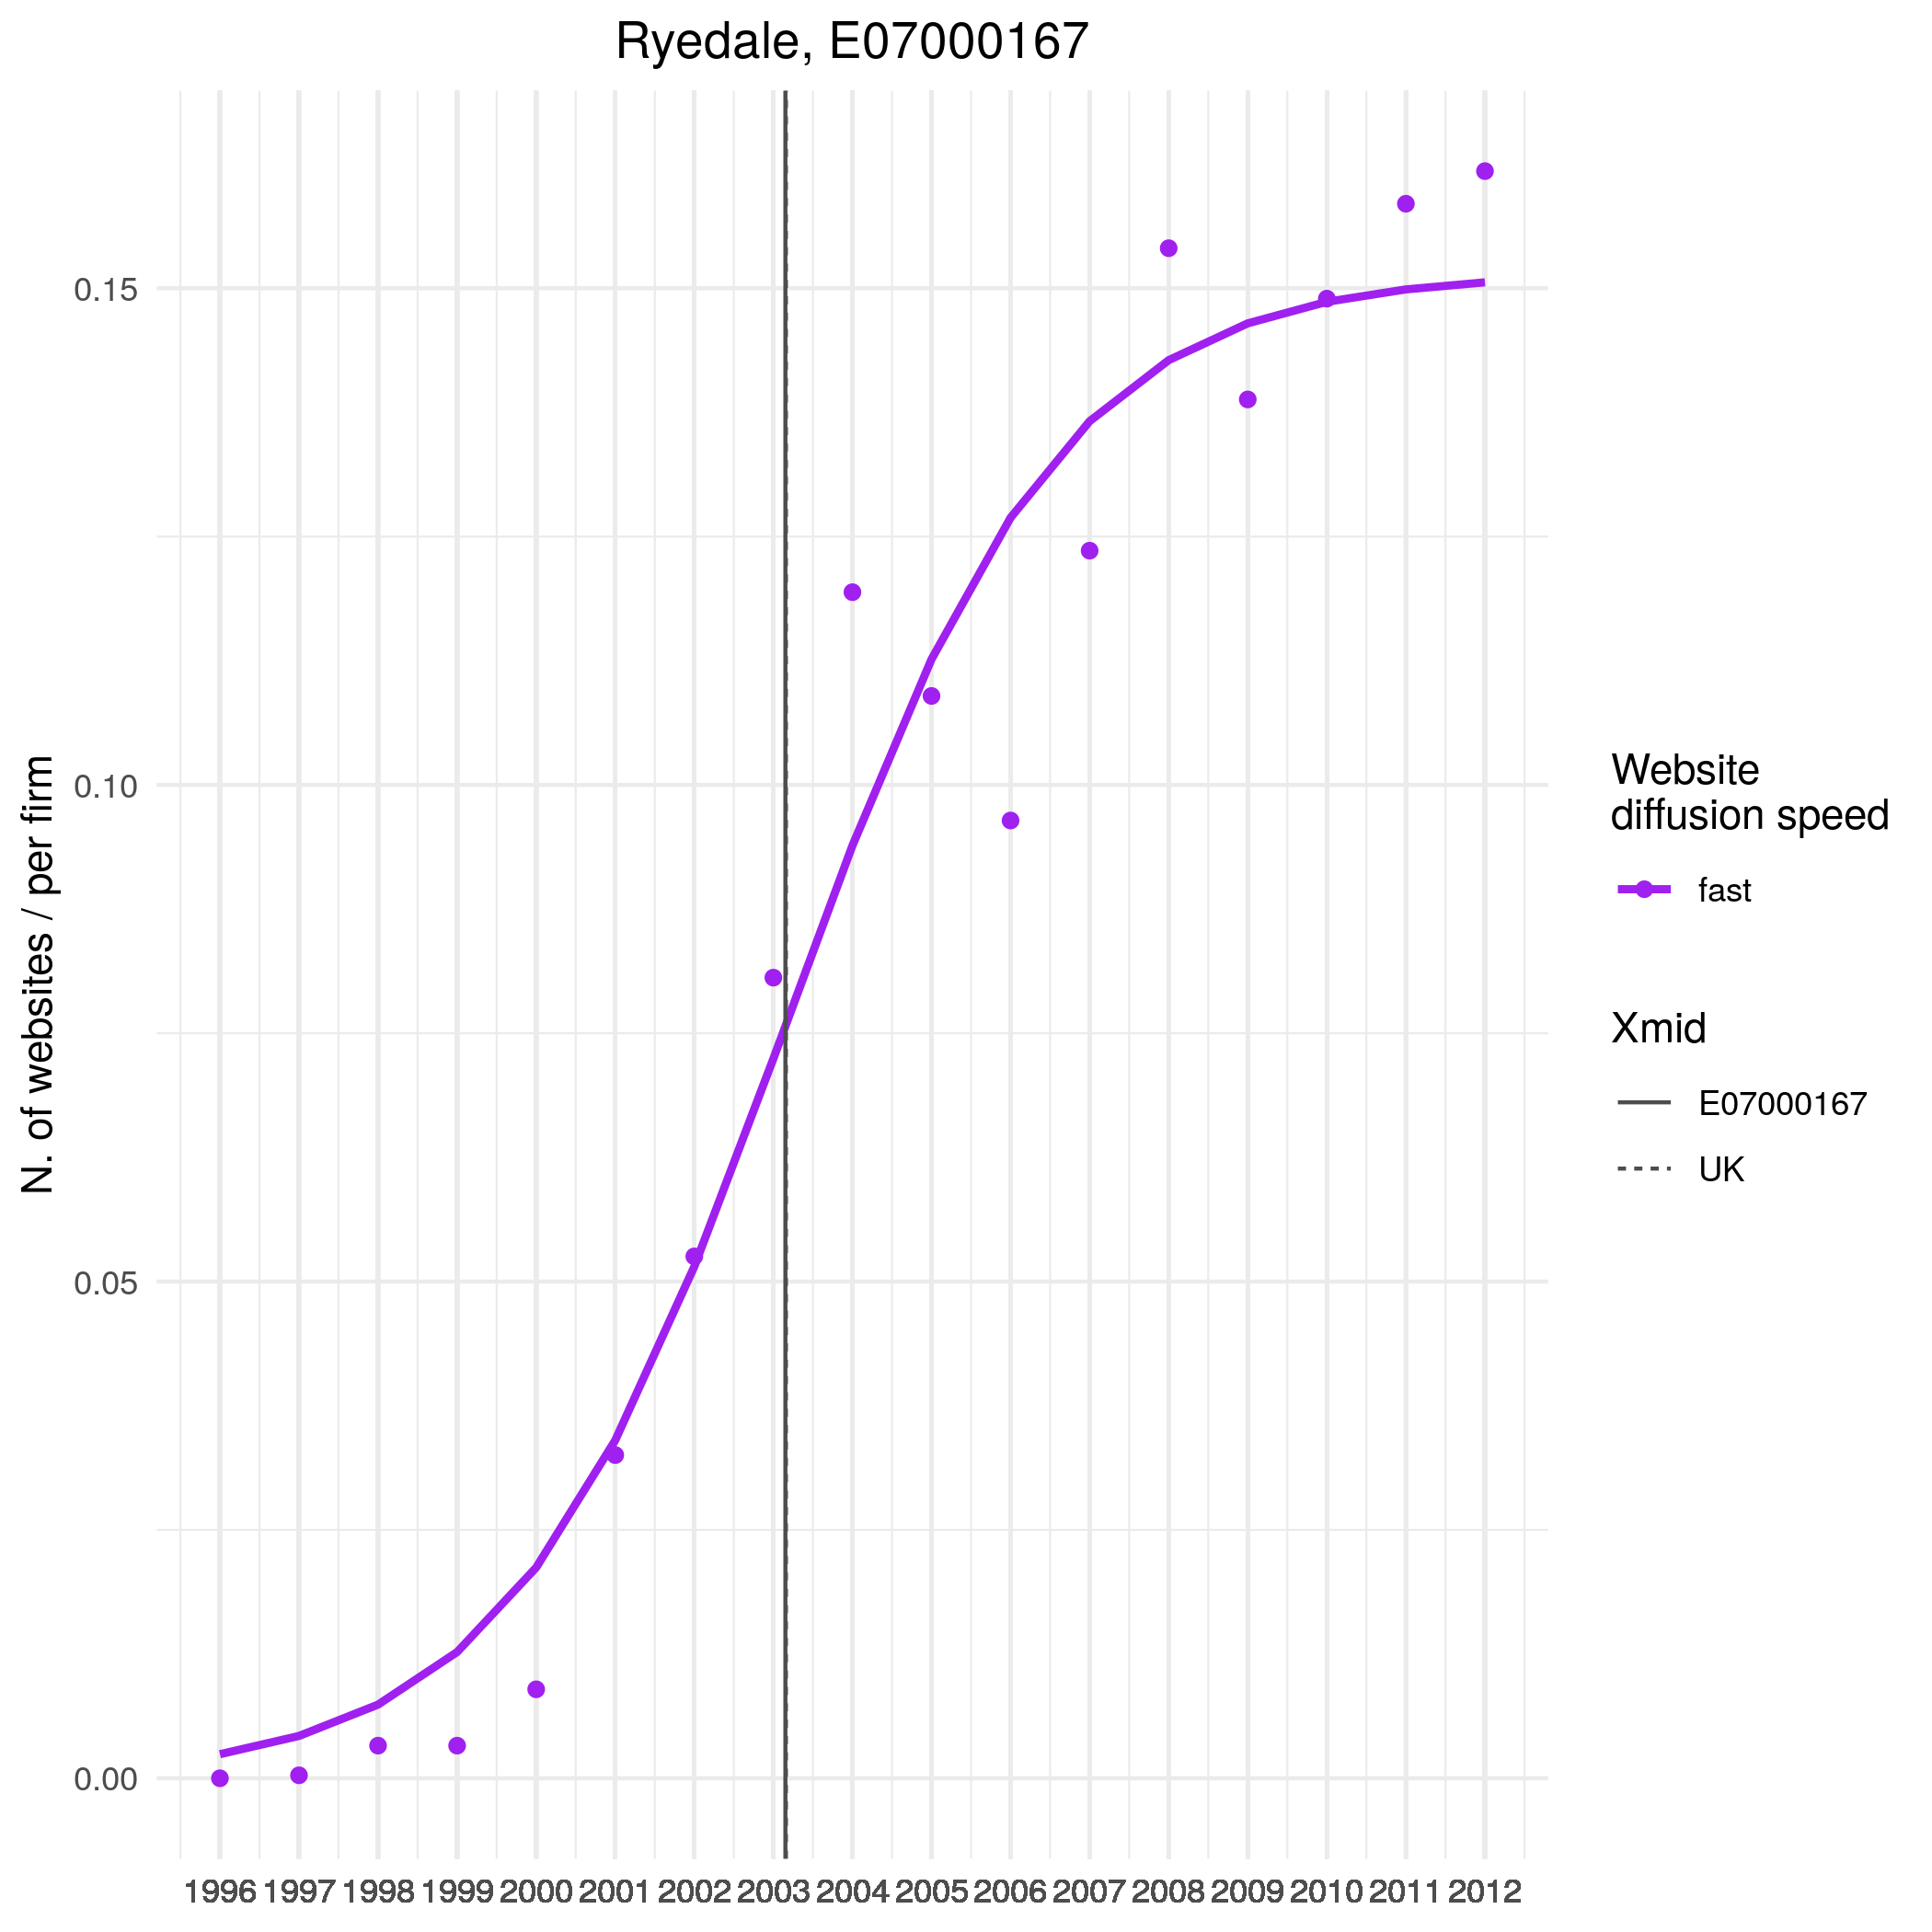 Ryedale, E07000167
N. of websites / per firm
0.15
0.10
0.05
0.00
1996 1997 1998 1999 2000 2001 2002 2003 2004 2005 2006 2007 2008 2009 2010 2011 2012
Website
diffusion speed
fast
Xmid
E07000167
UK